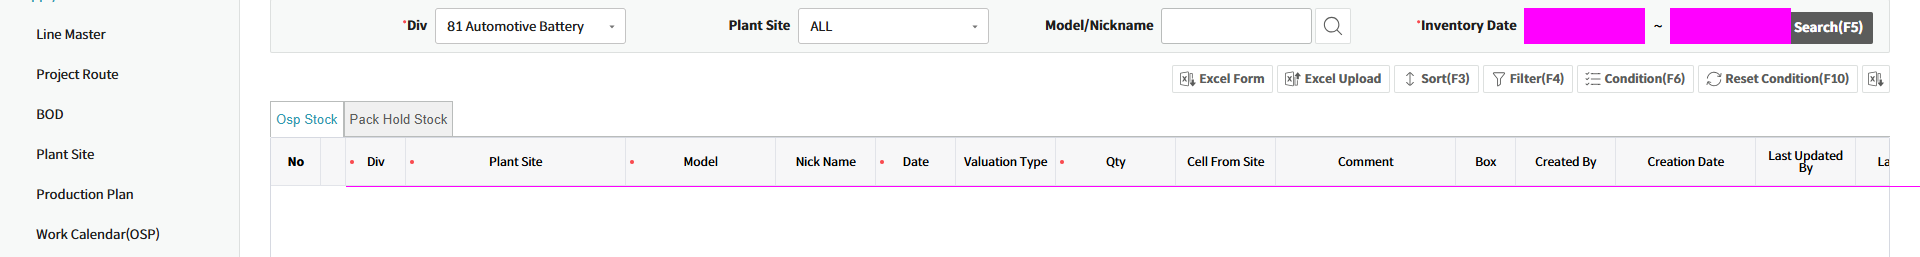 Line Master
Project Route
BOD
Plant Site
Production Plan
Work Calendar(OSP)
*Div 81 Automotive Battery Plant Site ALL Model/Nickname *Inventory Date ~ Search(F5)
Excel Form Excel Upload Sort(F3) Filter(F4) Condition(F6) Reset Condition(F10)
Osp Stock Pack Hold Stock
No Div Plant Site Model Nick Name Date Valuation Type Qty Cell From Site Comment Box Created By Creation Date Last Updated By